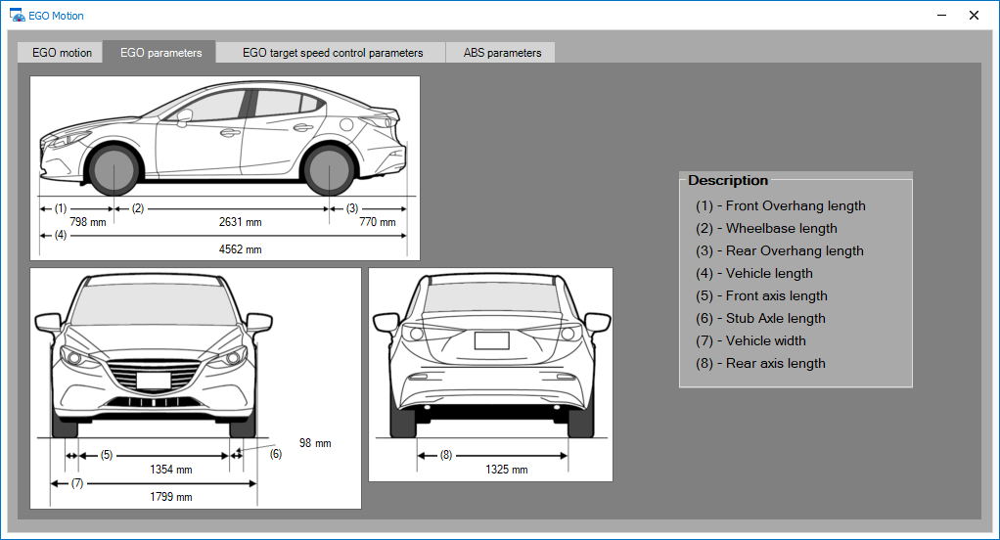 EGO Motion
EGO motion
EGO parameters
EGO target speed control parameters
ABS parameters
(1)
(2)
(3)
798 mm
2631 mm
770 mm
(4)
4562 mm
(5)
98 mm
(6)
1354 mm
(7)
1799 mm
(8)
1325 mm
Description
(1) - Front Overhang length
(2) - Wheelbase length
(3) - Rear Overhang length
(4) - Vehicle length
(5) - Front axis length
(6) - Stub Axle length
(7) - Vehicle width
(8) - Rear axis length